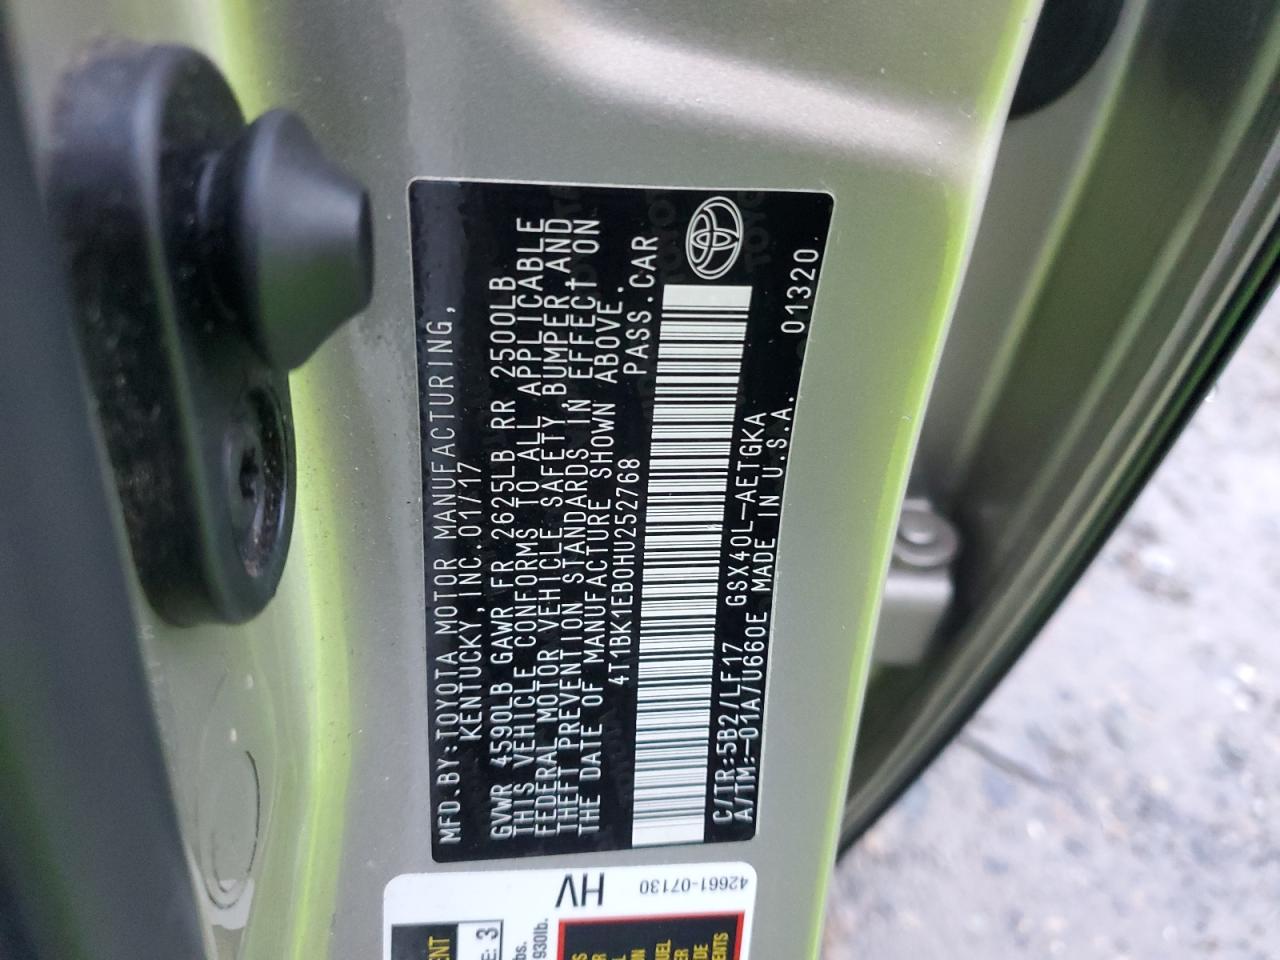 MFD.BY:TOYOTA MOTOR MANUFACTURING,
KENTUCKY,INC.01/17
GVWR 4590LB GAWR FR 2625LB RR 2500LB
THIS VEHICLE CONFORMS TO ALL APPLICABLE
FEDERAL MOTOR VEHICLE SAFETY,BUMPER,AND
THEFT PREVENTION STANDARDS IN EFFECT ON
THE DATE OF MANUFACTURE SHOWN ABOVE.
4T1BK1EB0HU252768 PASS.CAR
C/TR:5B2/LF17 GSX40L-AETGKA
A/TM:-01A/U660E MADE IN U.S.A. 01320
HV
42661-07130
E: 3
930lb.